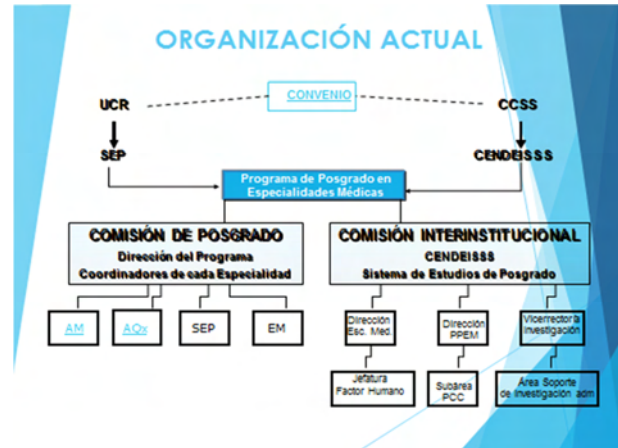 ORGANIZACIÓN ACTUAL
CONVENIO
UCR
CCSS
SEP
CENDEISSS
Programa de Posgrado en
Especialidades Médicas
COMISIÓN DE POSGRADO
Dirección del Programa
Coordinadores de cada Especialidad
COMISIÓN INTERINSTITUCIONAL
CENDEISSS
Sistema de Estudios de Posgrado
AM
AQx
SEP
EM
Dirección
Esc. Med.
Dirección
PPEM
Vicerrectoría
Investigación
Jefatura
Factor Humano
Subárea
PCC
Área Soporte
de Investigación adm